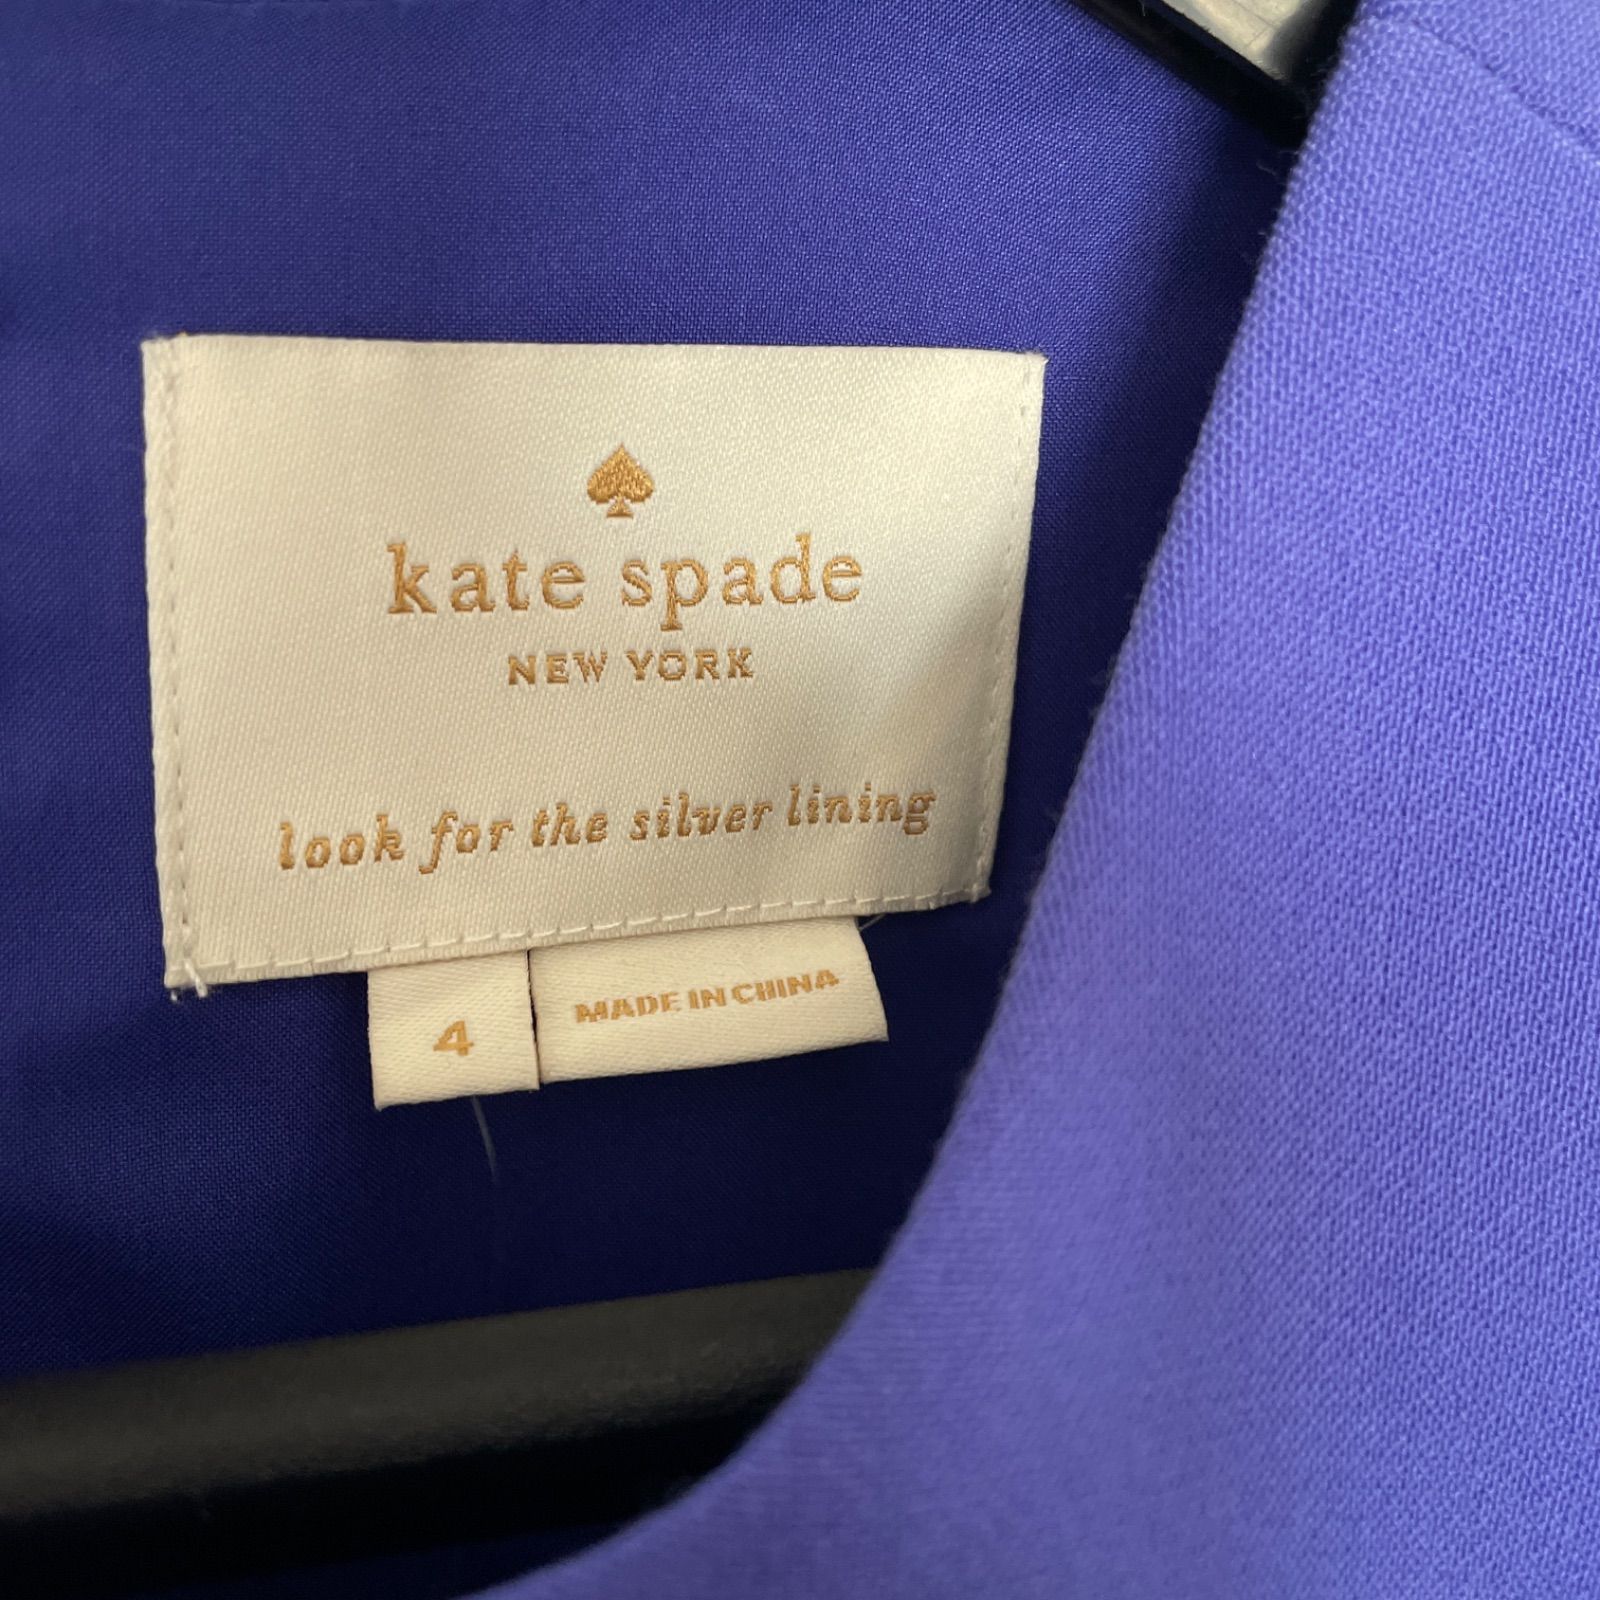 kate spade
NEW YORK
look for the silver lining
4
MADE IN CHINA